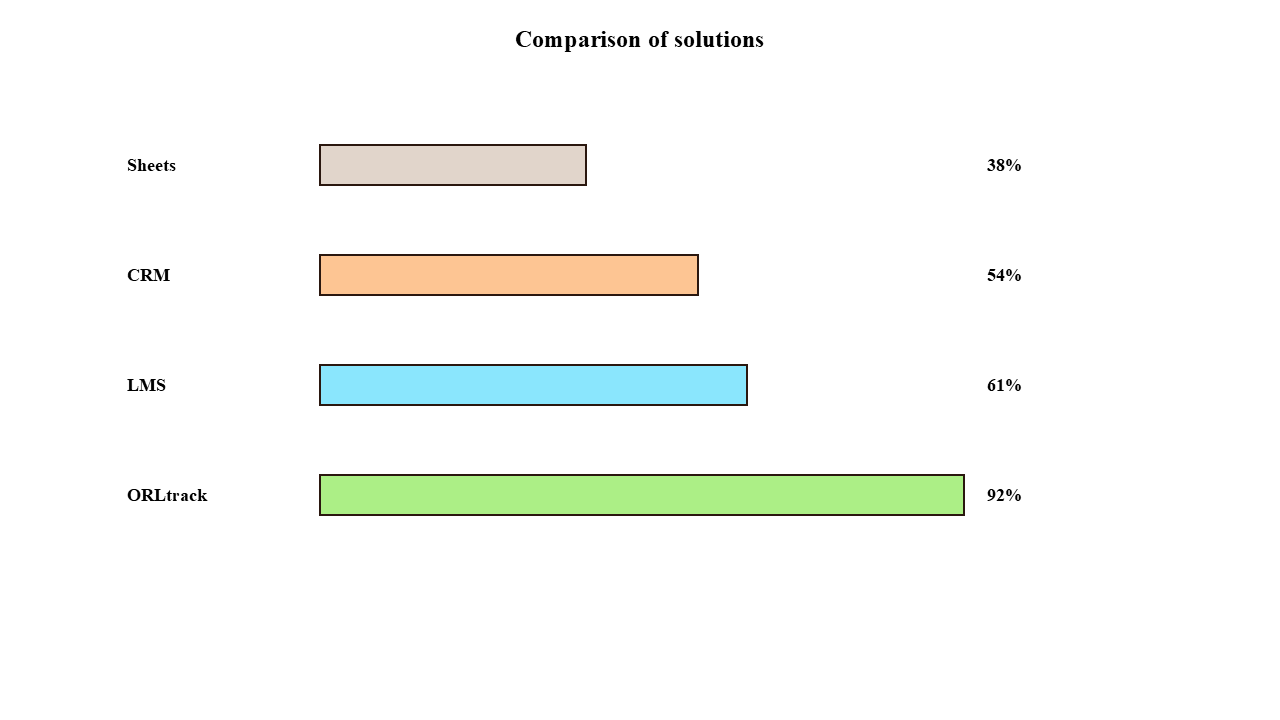 Comparison of solutions
Sheets 38%
CRM 54%
LMS 61%
ORLtrack 92%